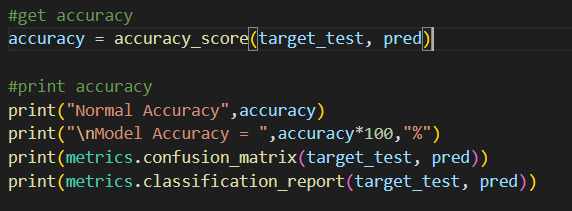 #get accuracy
accuracy = accuracy_score(target_test, pred)
#print accuracy
print("Normal Accuracy",accuracy)
print("\nModel Accuracy = ",accuracy*100,"%")
print(metrics.confusion_matrix(target_test, pred))
print(metrics.classification_report(target_test, pred))